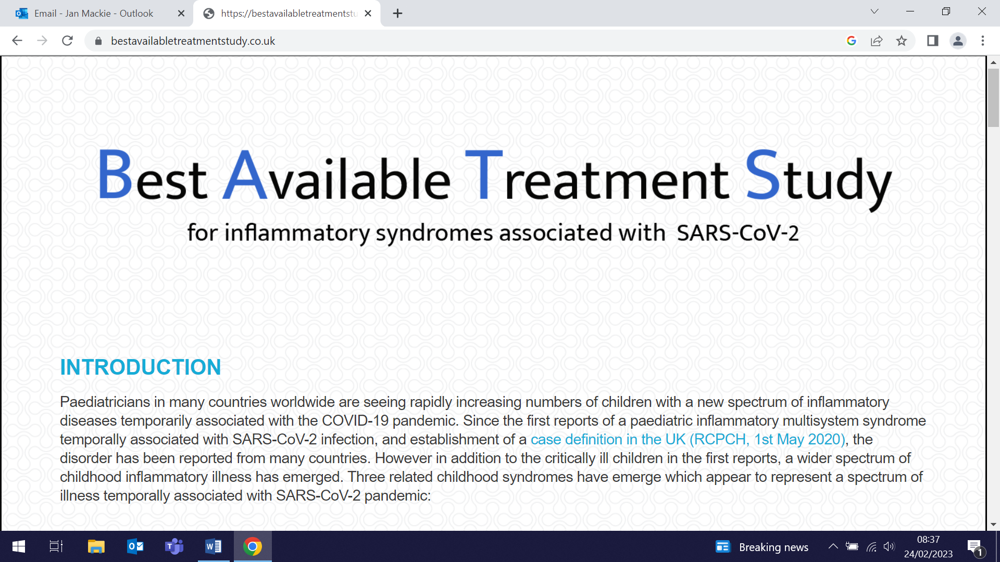 Email - Jan Mackie - Outlook
https://bestavailabletreatmentstu
bestavailabletreatmentstudy.co.uk
Best Available Treatment Study
for inflammatory syndromes associated with SARS-CoV-2
INTRODUCTION
Paediatricians in many countries worldwide are seeing rapidly increasing numbers of children with a new spectrum of inflammatory
diseases temporarily associated with the COVID-19 pandemic. Since the first reports of a paediatric inflammatory multisystem syndrome
temporally associated with SARS-CoV-2 infection, and establishment of a case definition in the UK (RCPCH, 1st May 2020), the
disorder has been reported from many countries. However in addition to the critically ill children in the first reports, a wider spectrum of
childhood inflammatory illness has emerged. Three related childhood syndromes have emerge which appear to represent a spectrum of
illness temporally associated with SARS-CoV-2 pandemic:
Breaking news
08:37
24/02/2023
1